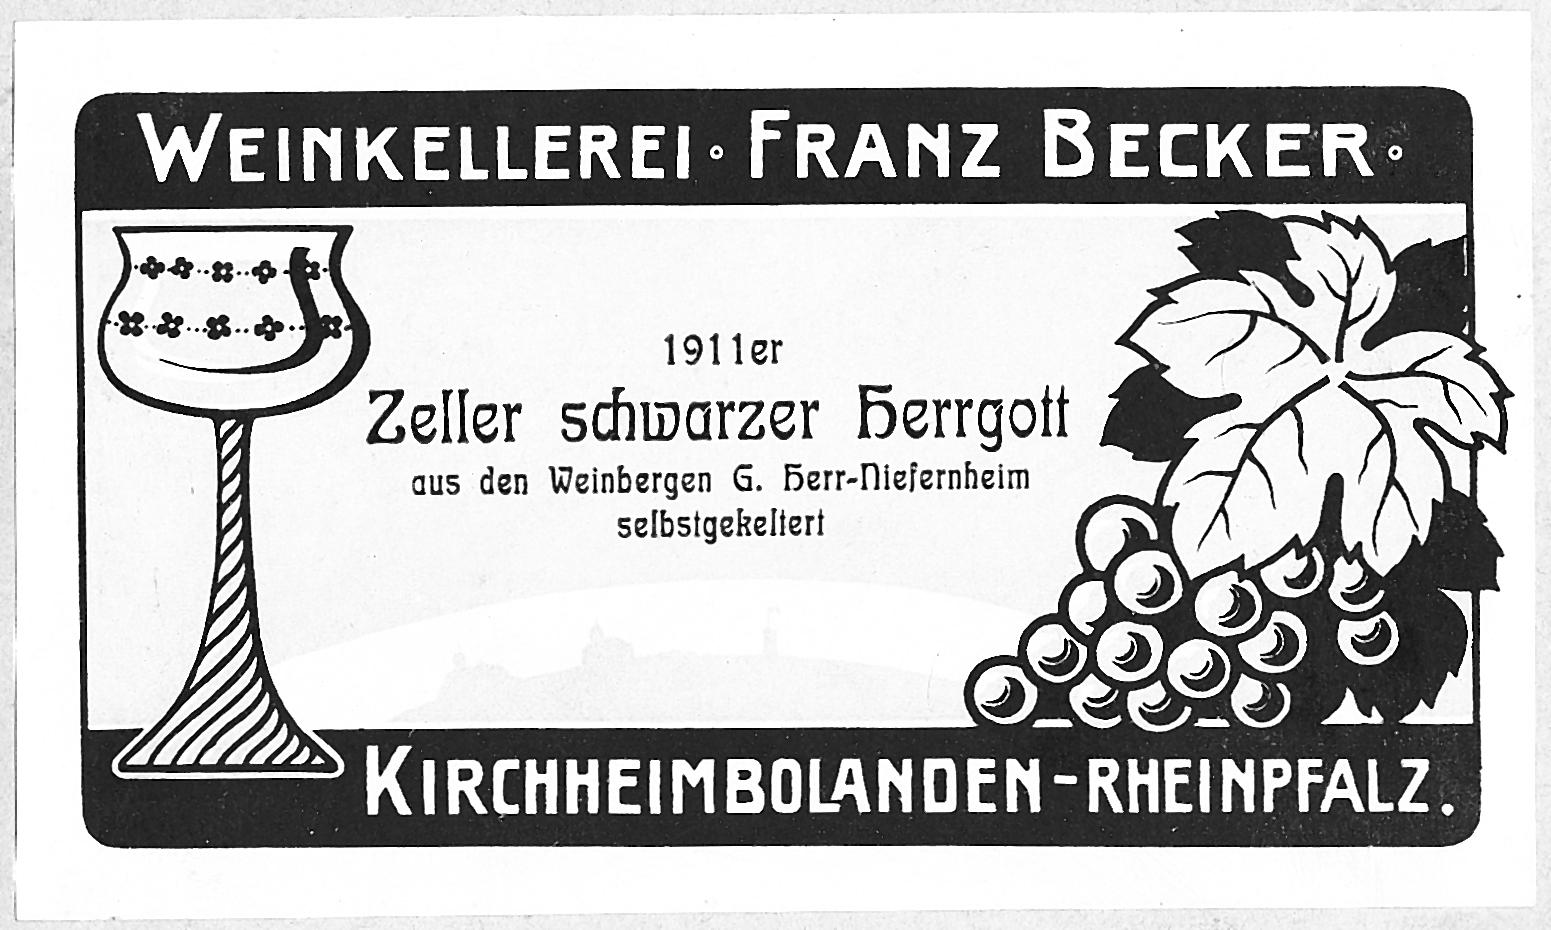 WEINKELLEREI ∘ FRANZ BECKER ∘
1911er
Zeller schwarzer Herrgott
aus den Weinbergen G. Herr-Niefernheim
selbstgekeltert
KIRCHHEIMBOLANDEN-RHEINPFALZ.